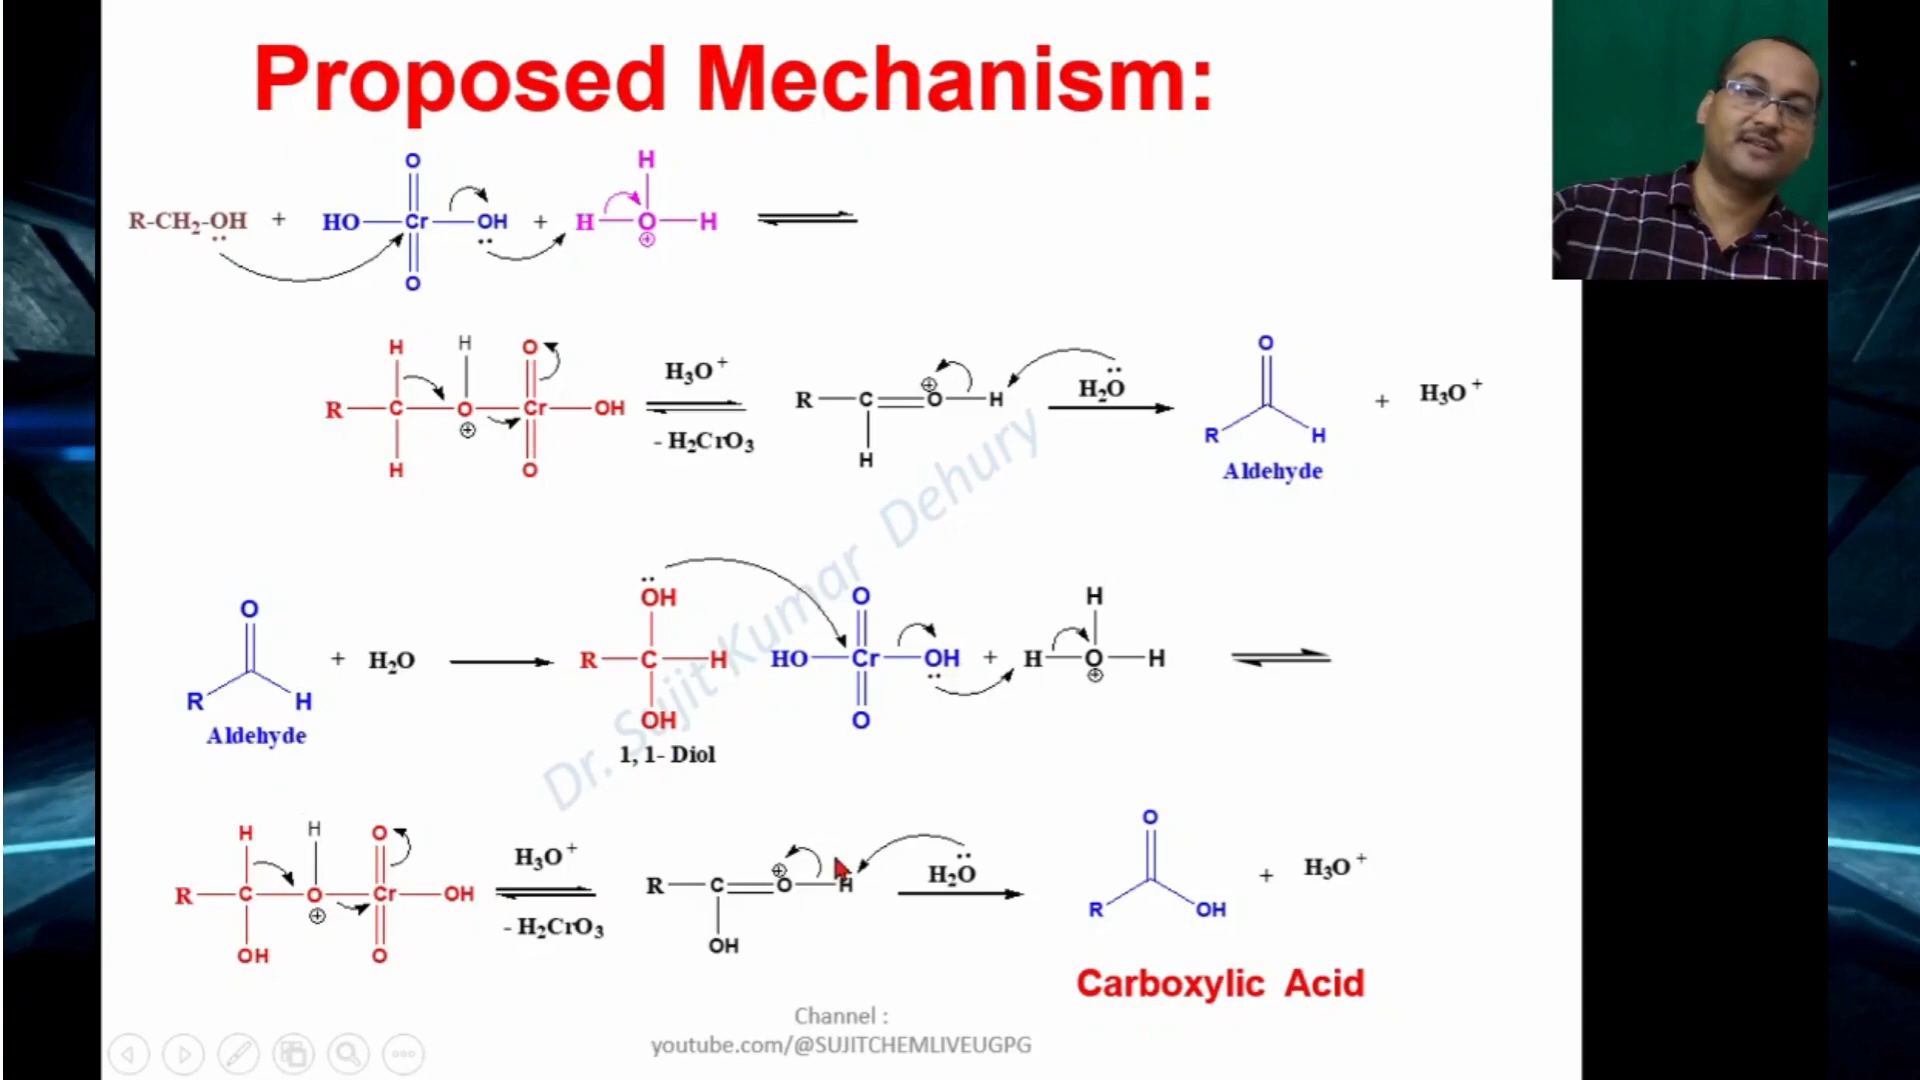 Proposed Mechanism:
R-CH₂-OH + HO Cr OH O O + H O H H ⊕
H H R C O H ⊕ Cr O O OH H₃O⁺ - H₂CrO₃ R C O H ⊕ H H₂O O R H Aldehyde + H₃O⁺
O R H Aldehyde + H₂O R C H OH OH 1, 1- Diol HO Cr OH O O + H O H H ⊕
H R C OH O H ⊕ Cr O O OH H₃O⁺ - H₂CrO₃ R C O H ⊕ OH H₂O O R OH + H₃O⁺
Carboxylic Acid
Dr. Sujit Kumar Dehury
Channel :
youtube.com/@SUJITCHEMLIVEUGPG